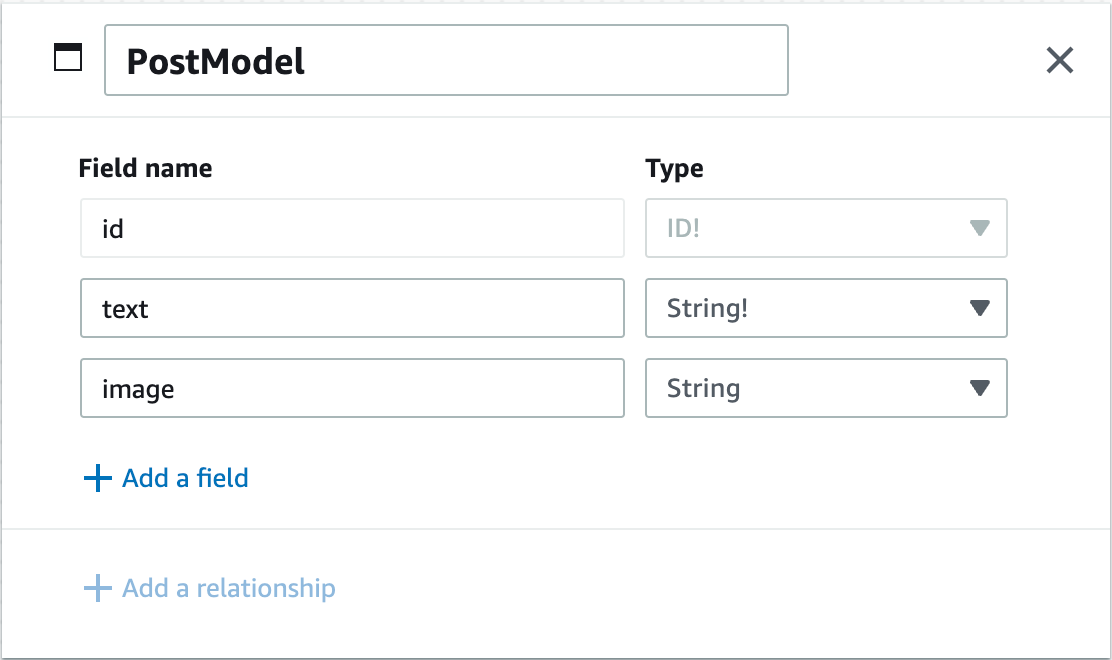 PostModel
Field name Type
id ID!
text String!
image String
Add a field
Add a relationship